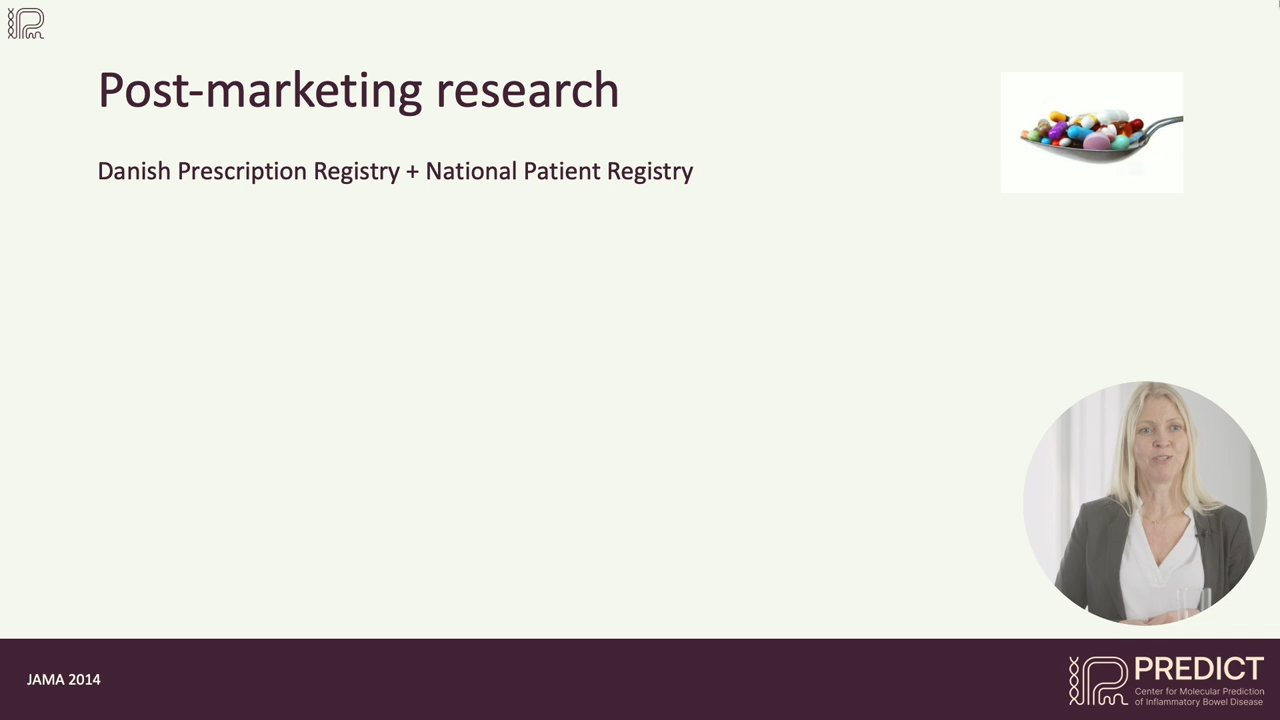 Post-marketing research
Danish Prescription Registry + National Patient Registry
JAMA 2014
PREDICT
Center for Molecular Prediction
of Inflammatory Bowel Disease